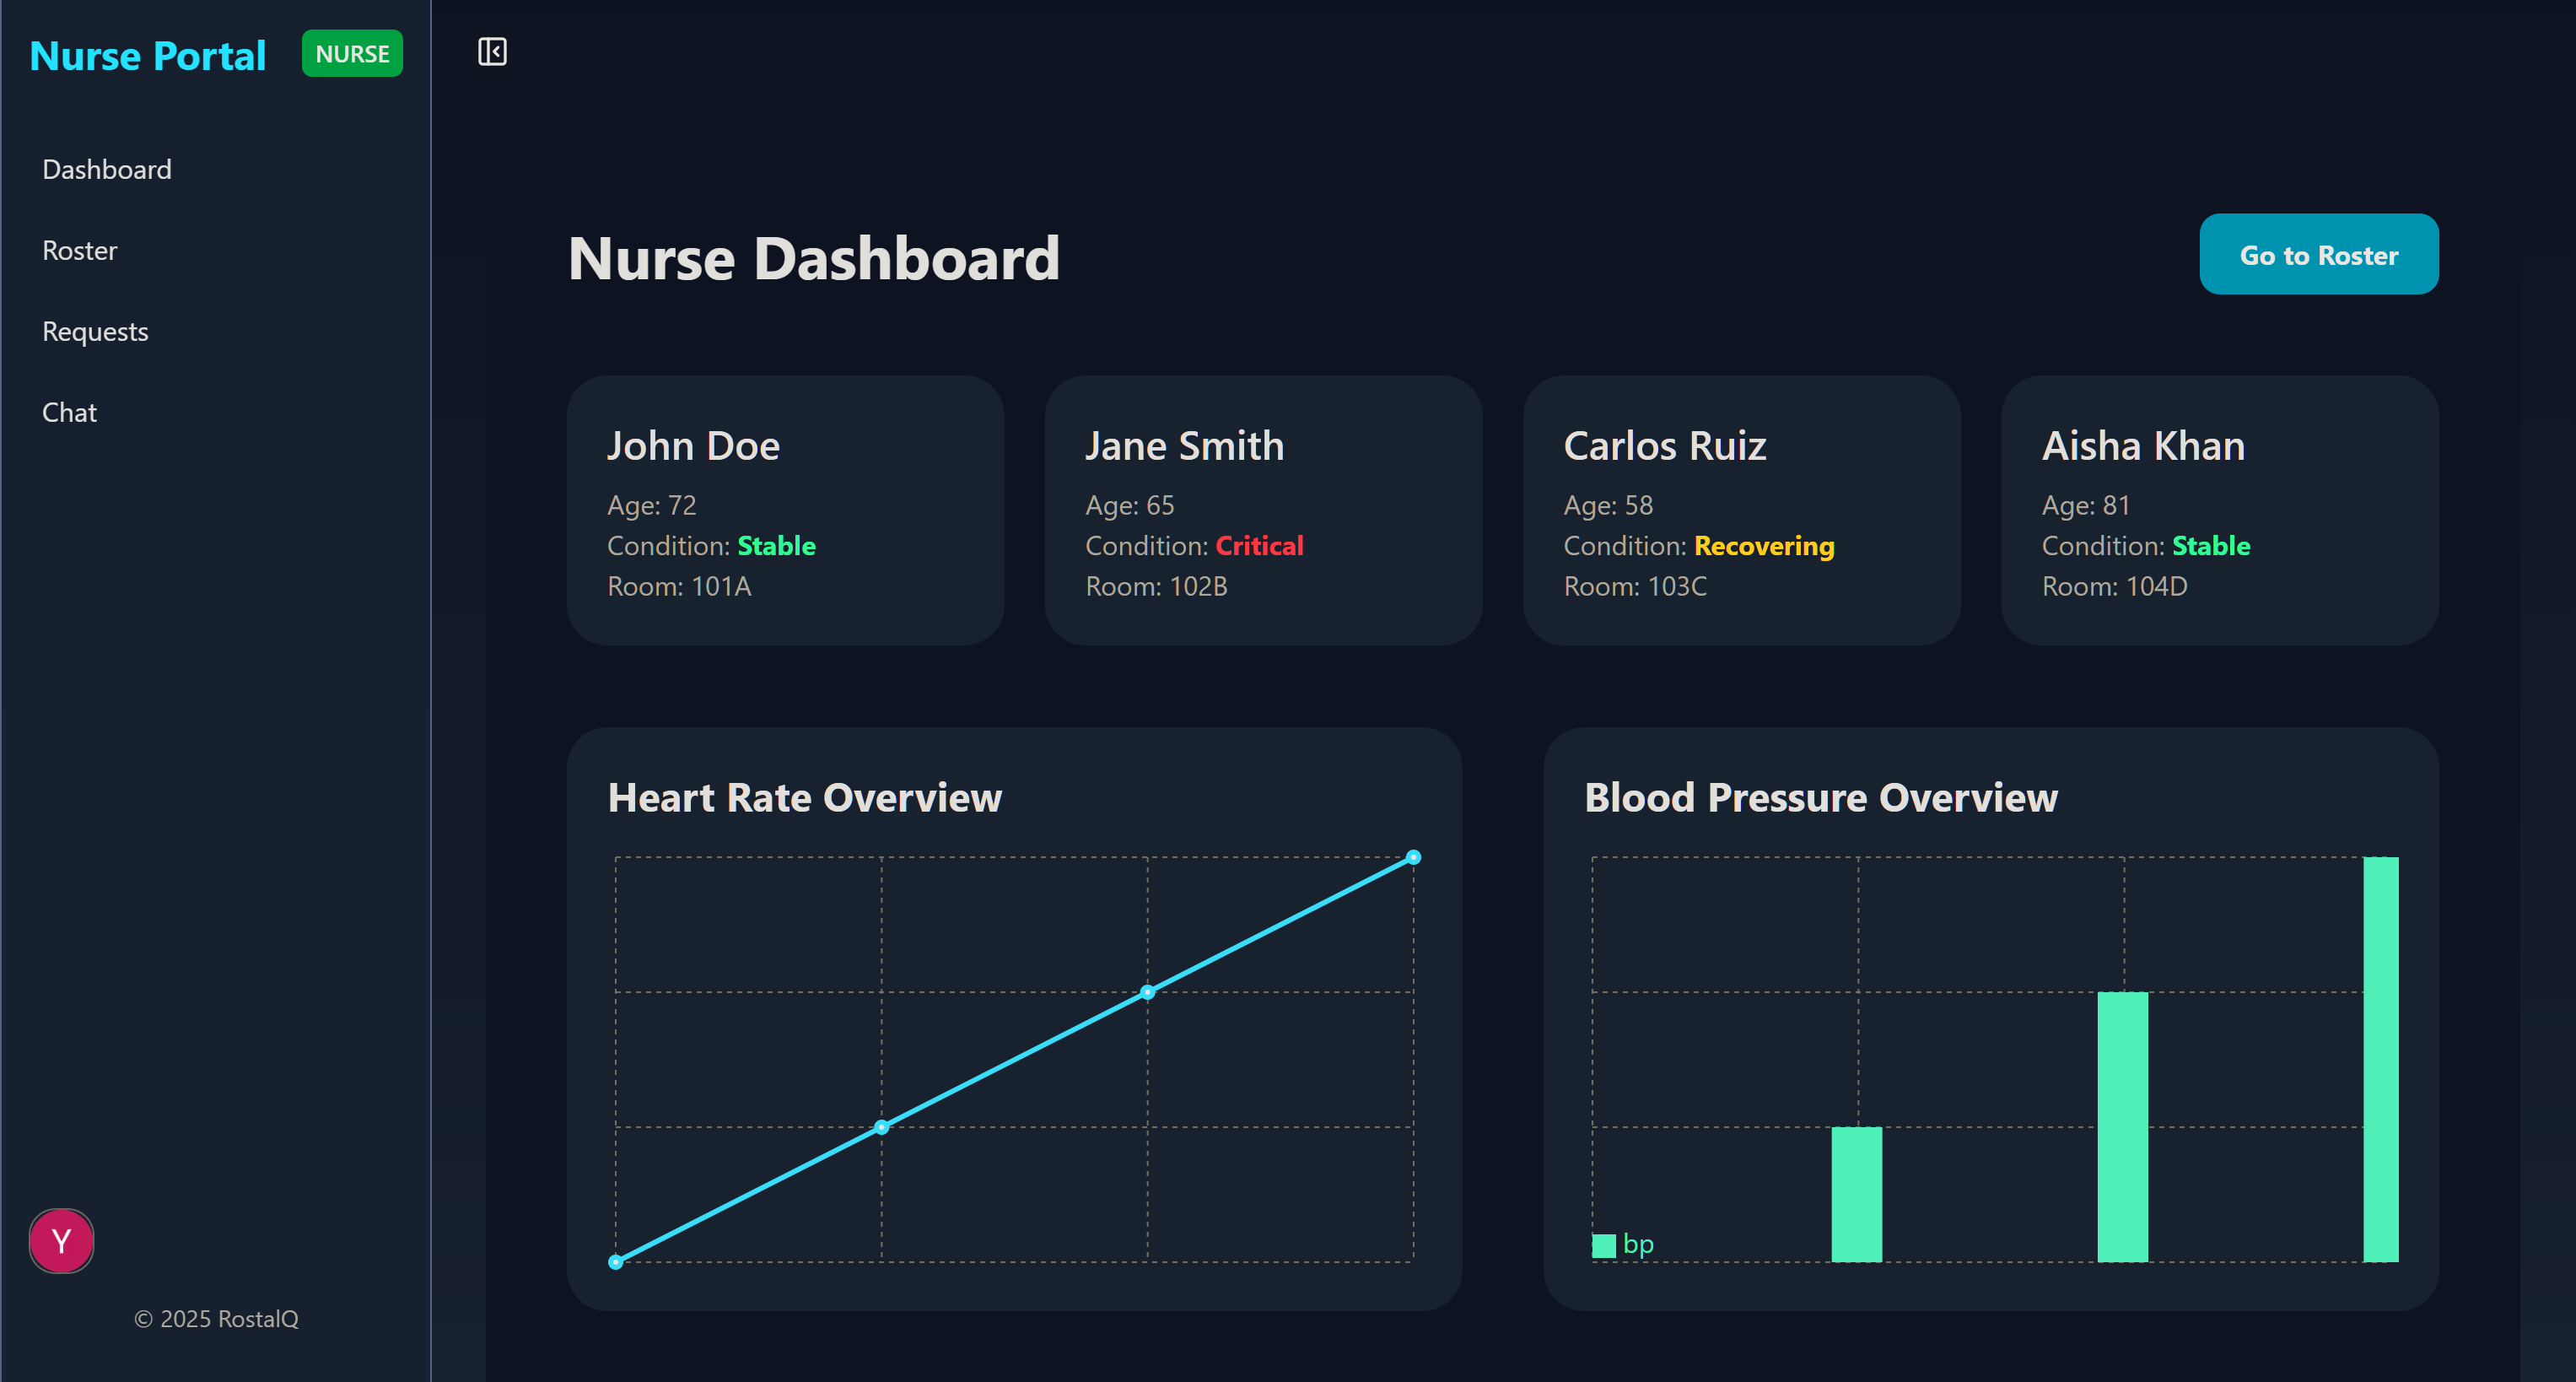 Nurse Portal
NURSE
Dashboard
Roster
Requests
Chat
Y
© 2025 RostalQ
Nurse Dashboard
Go to Roster
John Doe
Age: 72
Condition: Stable
Room: 101A
Jane Smith
Age: 65
Condition: Critical
Room: 102B
Carlos Ruiz
Age: 58
Condition: Recovering
Room: 103C
Aisha Khan
Age: 81
Condition: Stable
Room: 104D
Heart Rate Overview
Blood Pressure Overview
bp